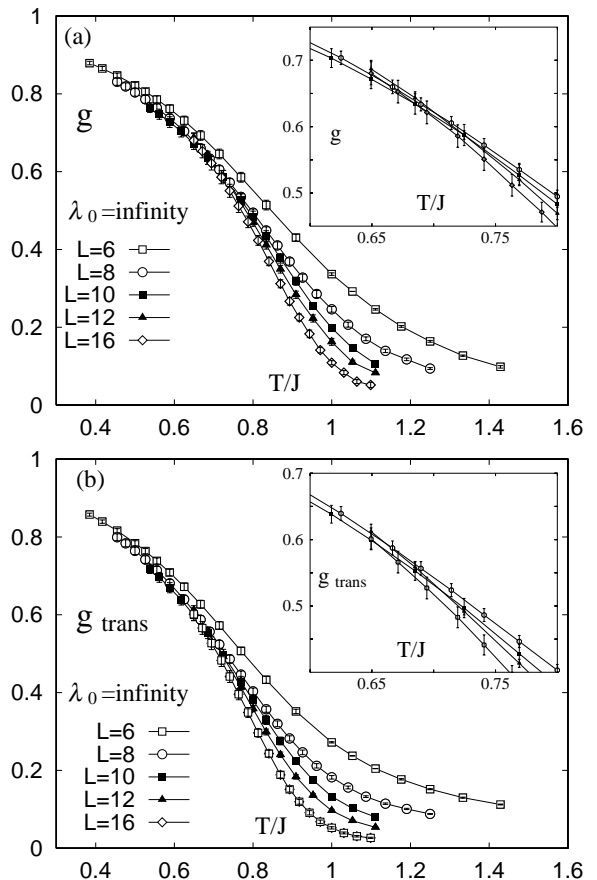 (a)
1
0.8
0.6
0.4
0.2
0
g
λ0=infinity
L=6
L=8
L=10
L=12
L=16
T/J
0.4 0.6 0.8 1 1.2 1.4 1.6
0.7
0.6
0.5
g
T/J
0.65 0.75
(b)
1
0.8
0.6
0.4
0.2
0
g trans
λ0=infinity
L=6
L=8
L=10
L=12
L=16
T/J
0.4 0.6 0.8 1 1.2 1.4 1.6
0.7
0.6
0.5
g trans
T/J
0.65 0.75